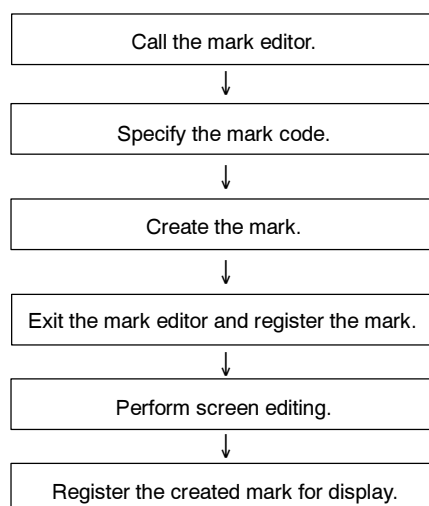 Call the mark editor.
Specify the mark code.
Create the mark.
Exit the mark editor and register the mark.
Perform screen editing.
Register the created mark for display.